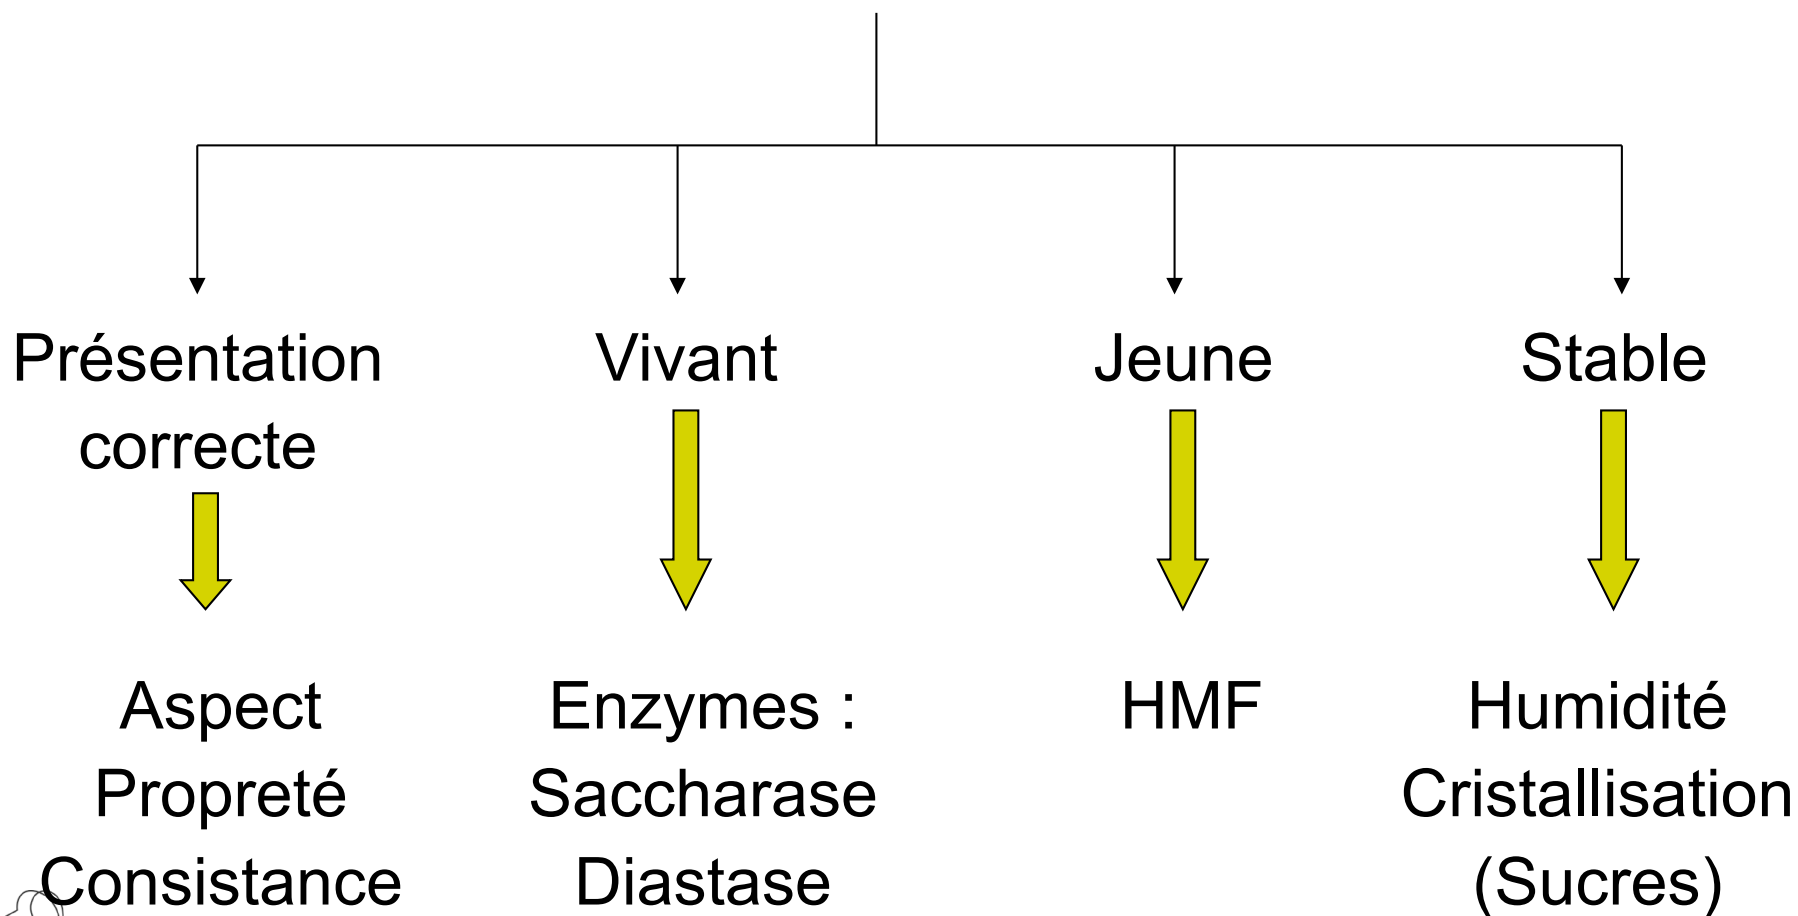 Présentation
correcte
Vivant
Jeune
Stable
Aspect
Propreté
Consistance
Enzymes :
Saccharase
Diastase
HMF
Humidité
Cristallisation
(Sucres)